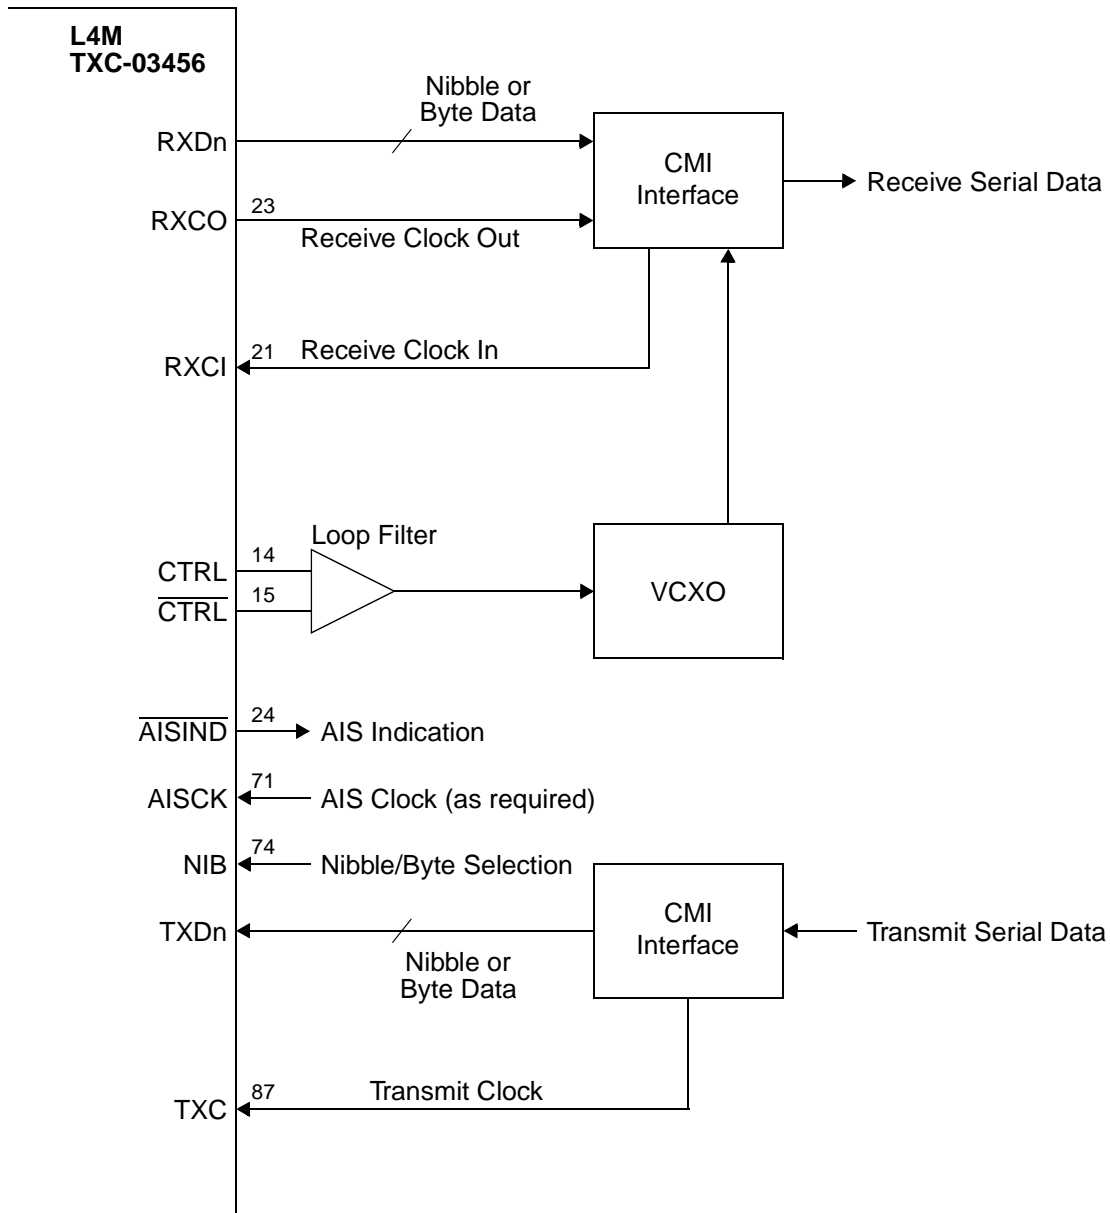 L4M
TXC-03456
Nibble or
Byte Data
RXDn
CMI
Interface
Receive Serial Data
RXCO
23
Receive Clock Out
RXCI
21
Receive Clock In
Loop Filter
CTRL
14
CTRL
15
VCXO
AISIND
24
AIS Indication
AISCK
71
AIS Clock (as required)
NIB
74
Nibble/Byte Selection
TXDn
CMI
Interface
Transmit Serial Data
Nibble or
Byte Data
TXC
87
Transmit Clock